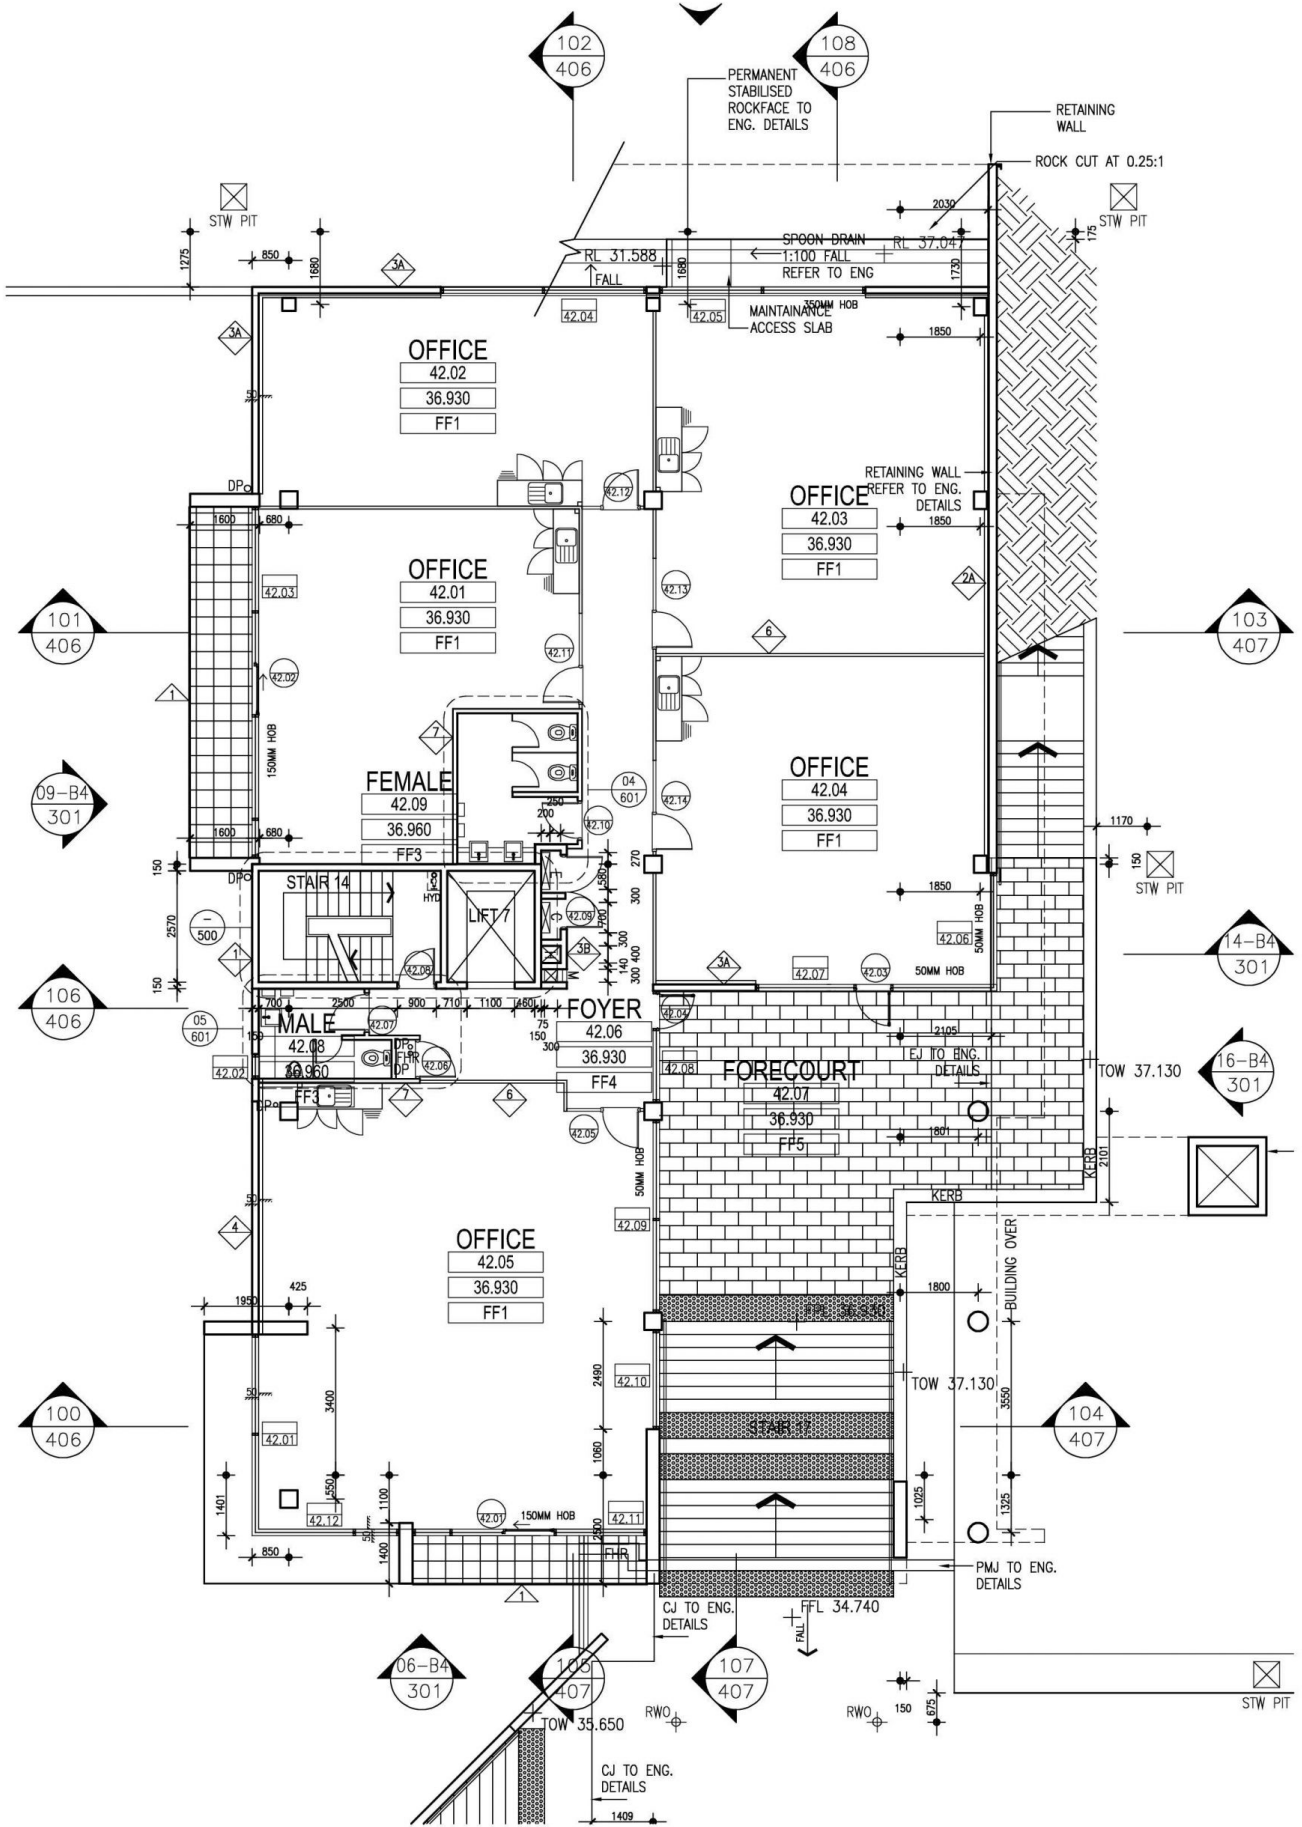 102
406
108
406
PERMANENT
STABILISED
ROCKFACE TO
ENG. DETAILS
RETAINING
WALL
ROCK CUT AT 0.25:1
STW PIT
STW PIT
2030
175
1275
850
1680
3A
RL 31.588
FALL
1680
SPOON DRAIN
1:100 FALL
REFER TO ENG
RL 37.047
1730
350MM HOB
MAINTAINANCE
ACCESS SLAB
42.04
42.05
1850
3A
OFFICE
42.02
36.930
FF1
50
DP
42.12
RETAINING WALL
REFER TO ENG.
DETAILS
OFFICE
42.03
36.930
FF1
1850
1600
680
42.03
OFFICE
42.01
36.930
FF1
42.11
42.13
2A
6
101
406
103
407
42.02
1
150MM HOB
7
FEMALE
42.09
36.960
FF3
OFFICE
42.04
36.930
FF1
04
601
250
200
42.10
42.14
09-B4
301
1600
680
1170
150
STW PIT
150
DP
2570
150
STAIR 14
HYD
LIFT 7
E
C
M
42.09
270
580
300
700
300
400
140
300
3B
1850
42.06
50MM HOB
—
500
1
42.08
3A
42.07
42.03
50MM HOB
14-B4
301
106
406
700
2500
900
710
1100
460
75
150
300
FOYER
42.06
36.930
FF4
42.04
05
601
150
MALE
42.08
36.960
FF3
42.07
DP
FHR
DP
42.06
42.02
42.08
2105
EJ TO ENG.
DETAILS
FORECOURT
42.07
36.930
FF5
TOW 37.130
16-B4
301
DP
7
6
42.05
50MM HOB
1801
KERB
2101
KERB
50
4
OFFICE
42.05
36.930
FF1
42.09
KERB
BUILDING OVER
1950
425
1800
FPL 36.930
3400
2490
42.10
TOW 37.130
3550
100
406
50
42.01
1060
STAIR 17
104
407
1401
550
1100
42.12
42.01
150MM HOB
42.11
1025
1325
850
50
1400
2500
FHR
PMJ TO ENG.
DETAILS
1
CJ TO ENG.
DETAILS
FFL 34.740
FALL
06-B4
301
105
407
107
407
STW PIT
TOW 35.650
RWO
RWO
150
675
CJ TO ENG.
DETAILS
1409